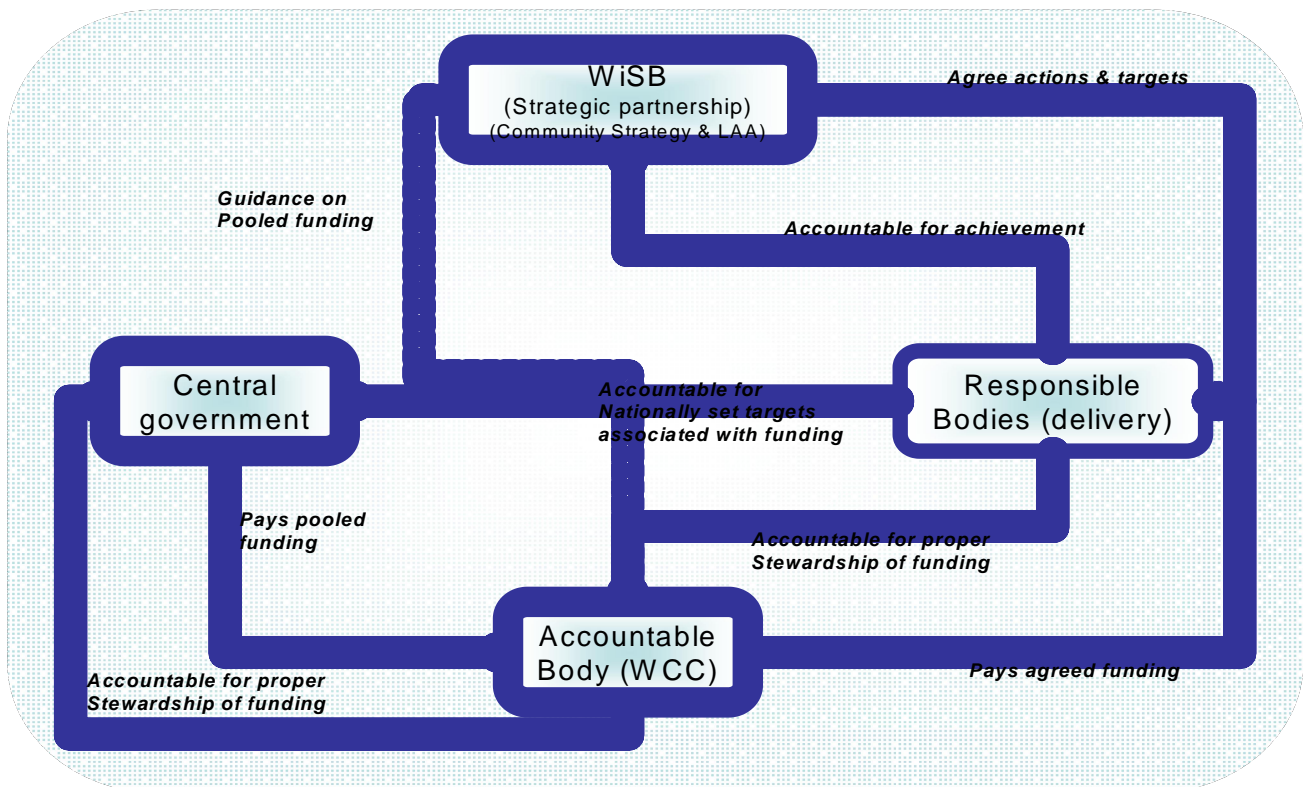 WiSB
(Strategic partnership)
(Community Strategy & LAA)
Agree actions & targets
Guidance on
Pooled funding
Accountable for achievement
Central
government
Accountable for
Nationally set targets
associated with funding
Responsible
Bodies (delivery)
Pays pooled
funding
Accountable for proper
Stewardship of funding
Accountable
Body (WCC)
Pays agreed funding
Accountable for proper
Stewardship of funding